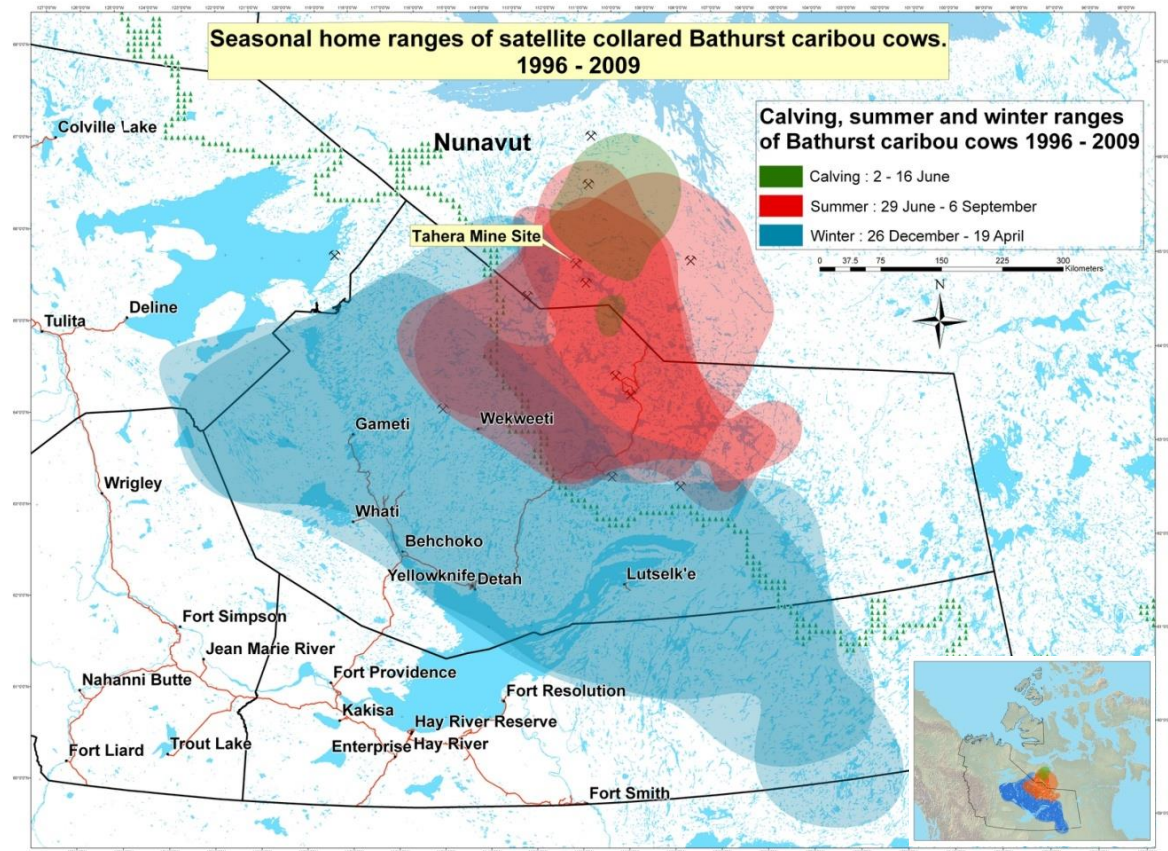 Seasonal home ranges of satellite collared Bathurst caribou cows.
1996 - 2009
Colville Lake
Nunavut
Calving, summer and winter ranges
of Bathurst caribou cows 1996 - 2009
Calving : 2 - 16 June
Summer : 29 June - 6 September
Winter : 26 December - 19 April
0 37.5 75 150 225 300
Kilometers
N
Tahera Mine Site
Deline
Tulita
Gameti
Wekweeti
Wrigley
Whati
Behchoko
Yellowknife
Detah
Lutselk'e
Fort Simpson
Jean Marie River
Nahanni Butte
Fort Providence
Fort Resolution
Kakisa
Hay River Reserve
Enterprise
Hay River
Fort Liard
Trout Lake
Fort Smith